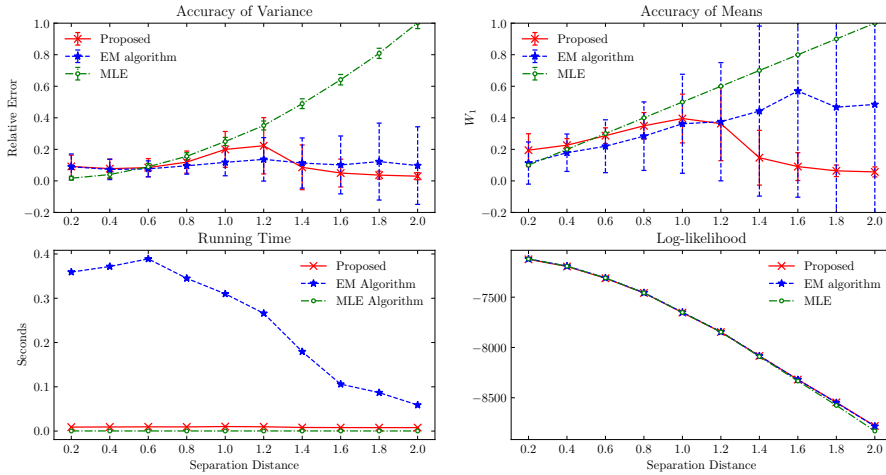 Accuracy of Variance
Relative Error
1.0
0.8
0.6
0.4
0.2
0.0
−0.2
Proposed
EM algorithm
MLE
0.2 0.4 0.6 0.8 1.0 1.2 1.4 1.6 1.8 2.0
Accuracy of Means
W1
1.0
0.8
0.6
0.4
0.2
0.0
−0.2
Proposed
EM algorithm
MLE
0.2 0.4 0.6 0.8 1.0 1.2 1.4 1.6 1.8 2.0
Running Time
Seconds
0.4
0.3
0.2
0.1
0.0
Proposed
EM Algorithm
MLE Algorithm
0.2 0.4 0.6 0.8 1.0 1.2 1.4 1.6 1.8 2.0
Separation Distance
Log-likelihood
−7500
−8000
−8500
Proposed
EM algorithm
MLE
0.2 0.4 0.6 0.8 1.0 1.2 1.4 1.6 1.8 2.0
Separation Distance